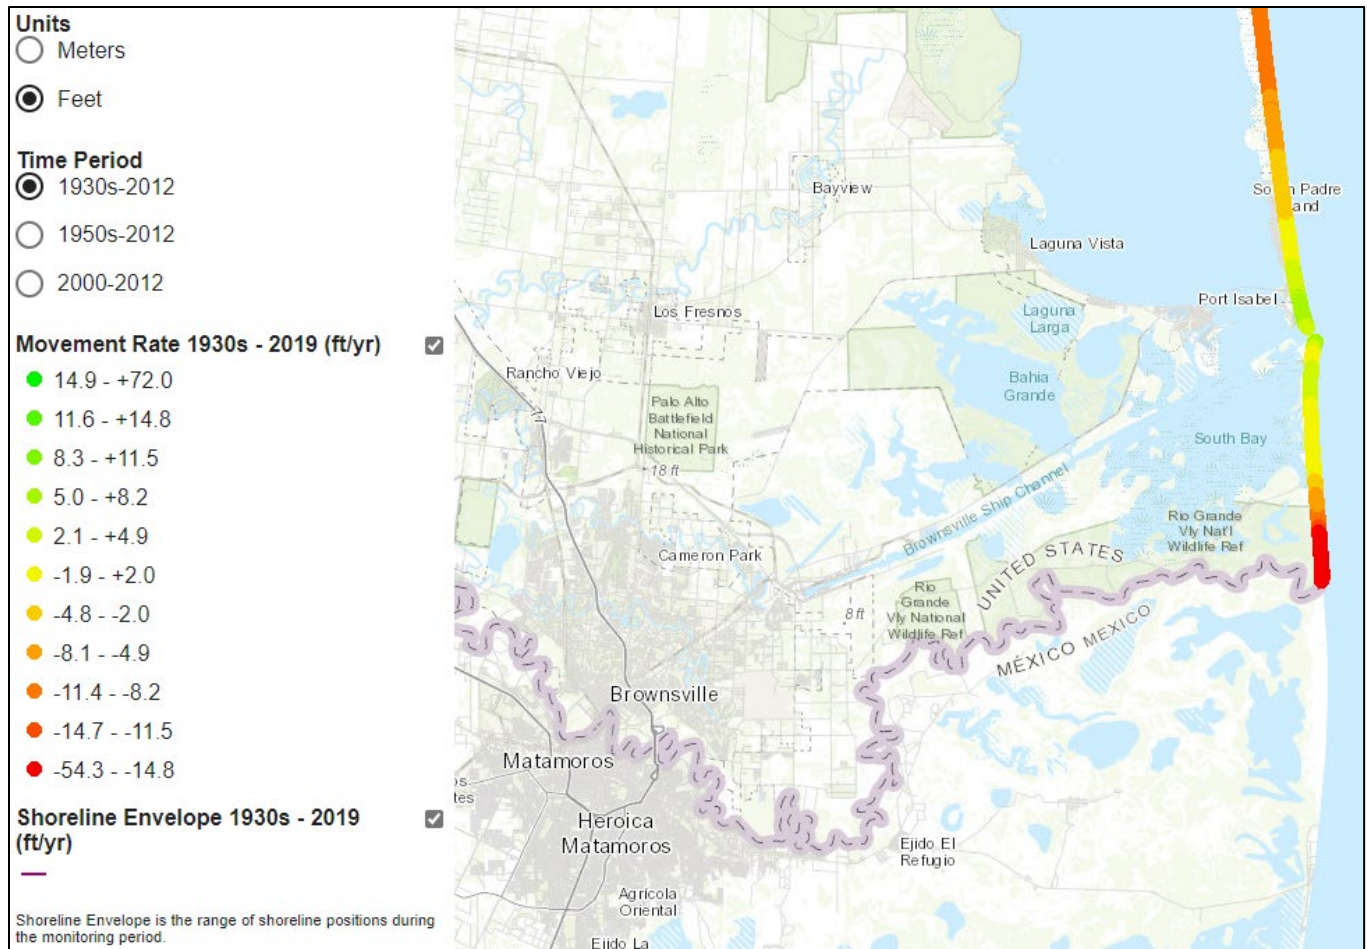 Units
Meters
Feet
Time Period
1930s-2012
1950s-2012
2000-2012
Movement Rate 1930s - 2019 (ft/yr)
14.9 - +72.0
11.6 - +14.8
8.3 - +11.5
5.0 - +8.2
2.1 - +4.9
-1.9 - +2.0
-4.8 - -2.0
-8.1 - -4.9
-11.4 - -8.2
-14.7 - -11.5
-54.3 - -14.8
Shoreline Envelope 1930s - 2019
(ft/yr)
Shoreline Envelope is the range of shoreline positions during
the monitoring period.
Bayview
Laguna Vista
Port Isabel
Los Fresnos
Laguna
Larga
Rancho Viejo
Bahia
Grande
Palo Alto
Battlefield
National
Historical Park
18 ft
South Bay
Brownsville Ship Channel
Rio Grande
Vly Nat'l
Wildlife Ref
Cameron Park
UNITED STATES
Rio
Grande
Vly National
Wildlife Ref
8 ft
MÉXICO MEXICO
Brownsville
Matamoros
Heroica
Matamoros
Ejido El
Refugio
Agrícola
Oriental
Ejido La